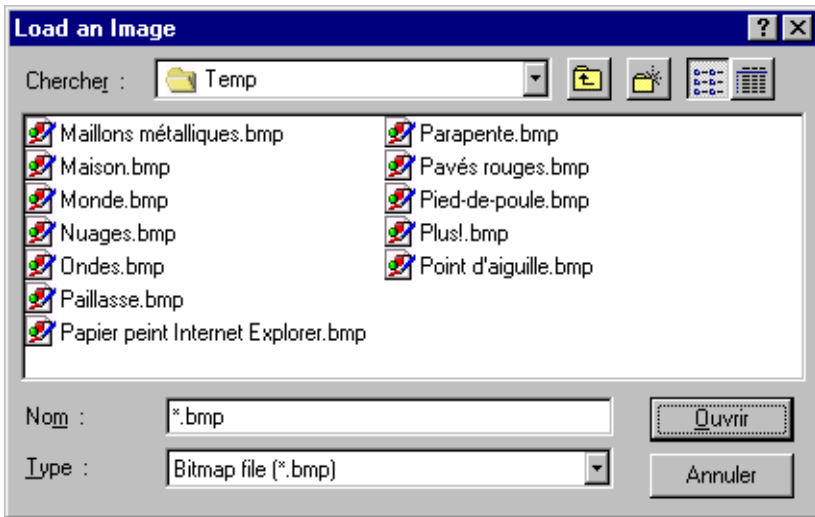 Load an Image
Chercher : Temp
Maillons métalliques.bmp
Maison.bmp
Monde.bmp
Nuages.bmp
Ondes.bmp
Paillasse.bmp
Papier peint Internet Explorer.bmp
Parapente.bmp
Pavés rouges.bmp
Pied-de-poule.bmp
Plus!.bmp
Point d'aiguille.bmp
Nom : *.bmp
Ouvrir
Type : Bitmap file (*.bmp)
Annuler